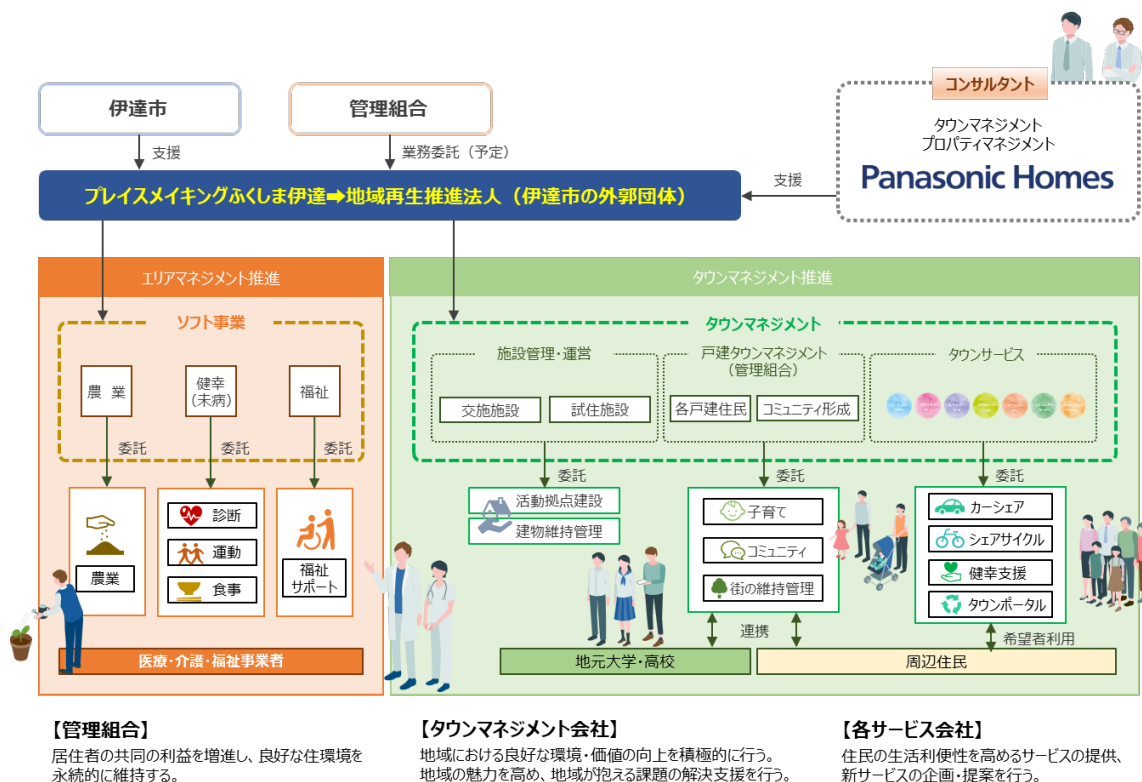 コンサルタント
タウンマネジメント
プロパティマネジメント
Panasonic Homes
伊達市
管理組合
支援
業務委託（予定）
支援
プレイスメイキングふくしま伊達➡地域再生推進法人（伊達市の外郭団体）
エリアマネジメント推進
ソフト事業
農 業
健幸
（未病）
福祉
委託
委託
委託
農業
診断
運動
食事
福祉
サポート
医療・介護・福祉事業者
タウンマネジメント推進
タウンマネジメント
施設管理・運営
交施施設
試住施設
戸建タウンマネジメント
（管理組合）
各戸建住民
コミュニティ形成
タウンサービス
委託
委託
委託
活動拠点建設
建物維持管理
子育て
コミュニティ
街の維持管理
カーシェア
シェアサイクル
健幸支援
タウンポータル
連携
希望者利用
地元大学・高校
周辺住民
【管理組合】
居住者の共同の利益を増進し、良好な住環境を
永続的に維持する。
【タウンマネジメント会社】
地域における良好な環境・価値の向上を積極的に行う。
地域の魅力を高め、地域が抱える課題の解決支援を行う。
【各サービス会社】
住民の生活利便性を高めるサービスの提供、
新サービスの企画・提案を行う。